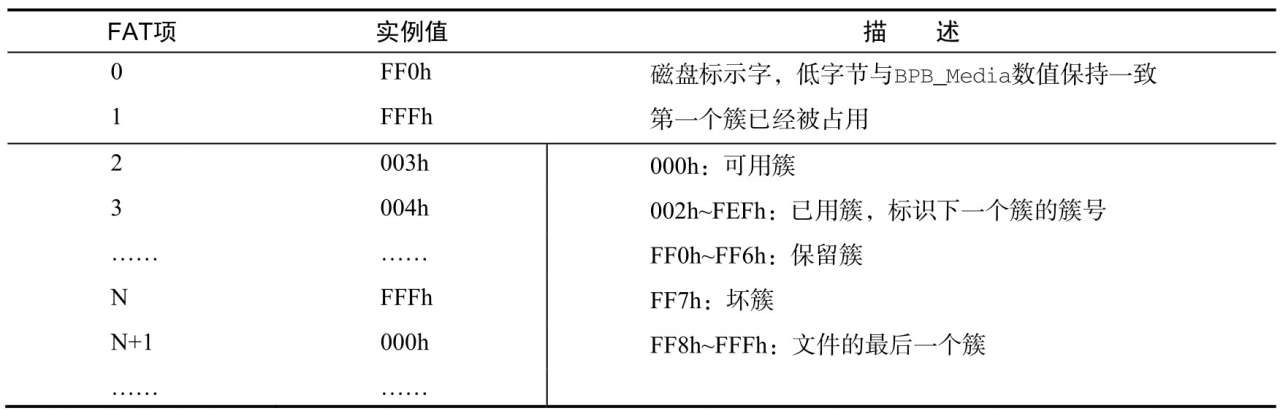 FAT项 实例值 描 述
0 FF0h 磁盘标示字，低字节与BPB_Media数值保持一致
1 FFFh 第一个簇已经被占用
2 003h 000h：可用簇
3 004h 002h~FEFh：已用簇，标识下一个簇的簇号
…… …… FF0h~FF6h：保留簇
N FFFh FF7h：坏簇
N+1 000h FF8h~FFFh：文件的最后一个簇
…… ……